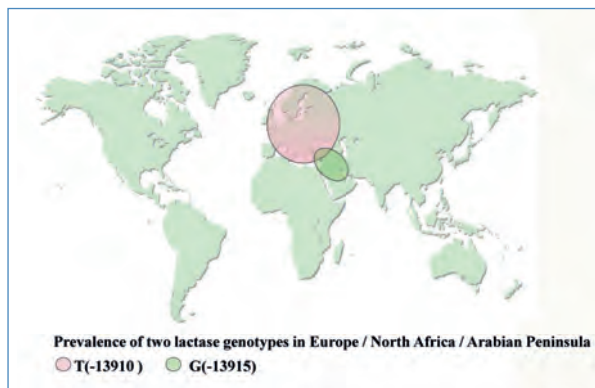 Prevalence of two lactase genotypes in Europe / North Africa / Arabian Peninsula
T(-13910 ) G(-13915)